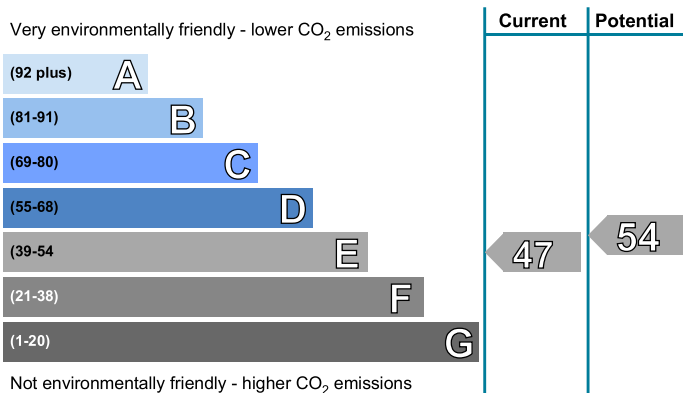 Very environmentally friendly - lower CO2 emissions
Current
Potential
(92 plus) A
(81-91) B
(69-80) C
(55-68) D
(39-54 E
(21-38) F
(1-20) G
47
54
Not environmentally friendly - higher CO2 emissions